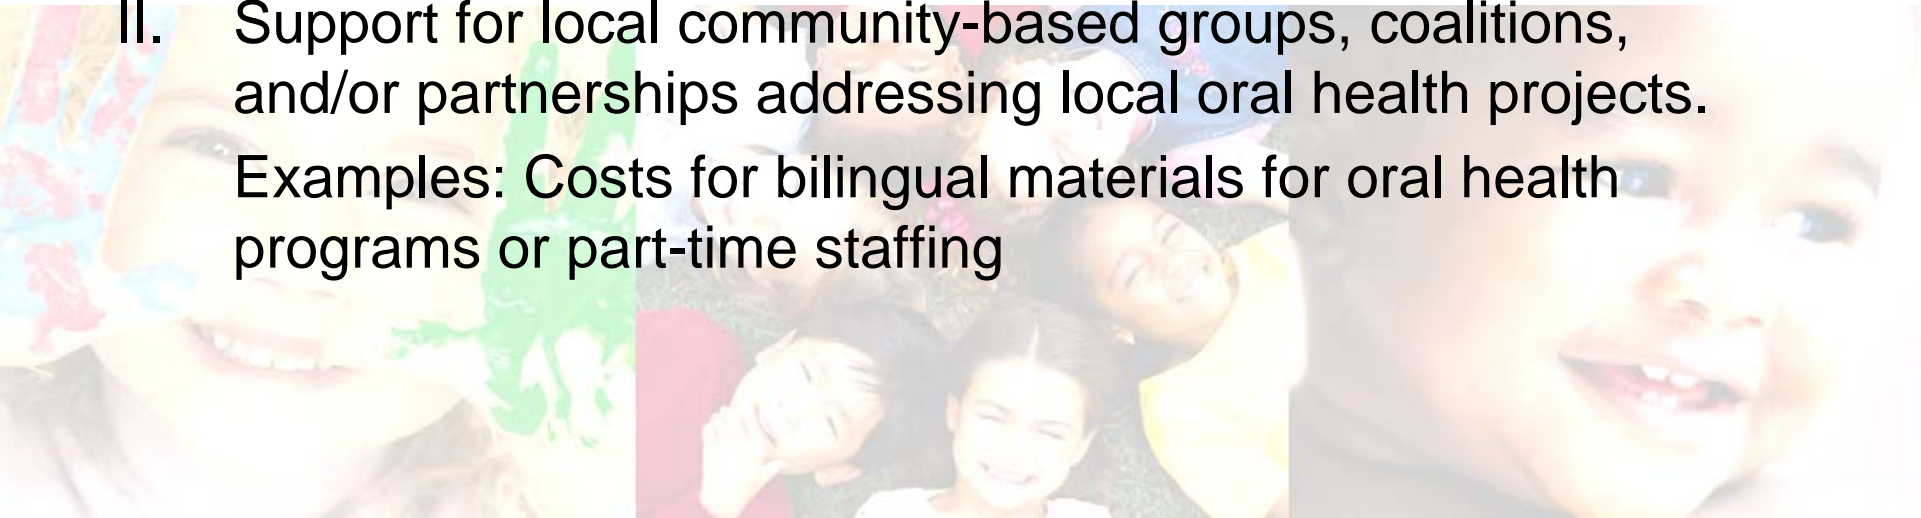 II. Support for local community-based groups, coalitions,
and/or partnerships addressing local oral health projects.
Examples: Costs for bilingual materials for oral health
programs or part-time staffing